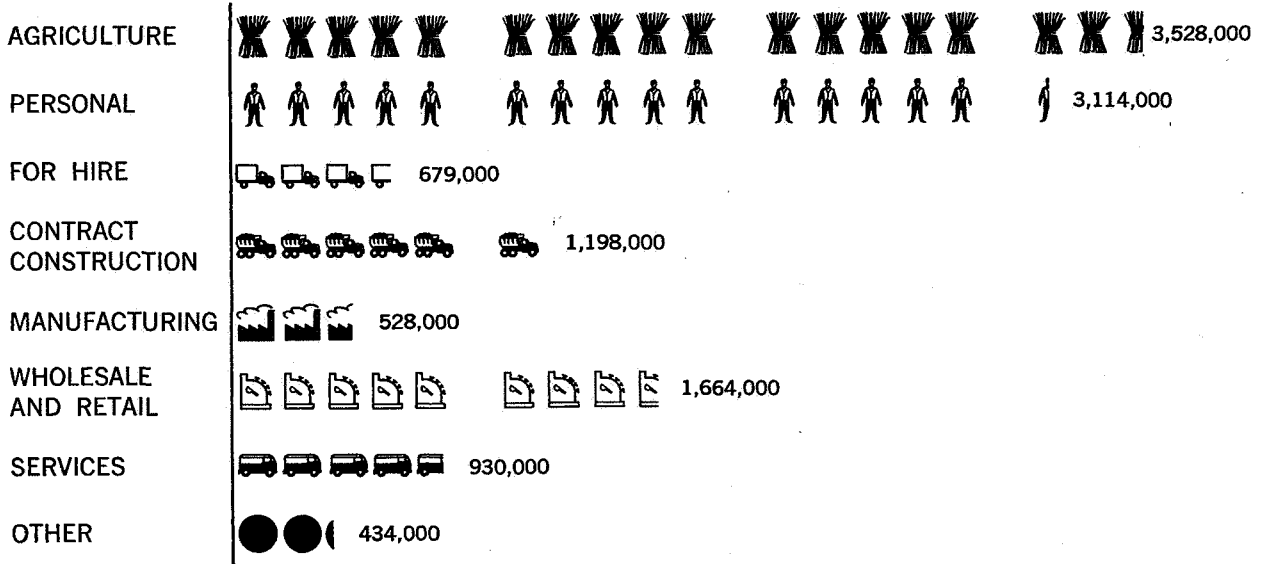 AGRICULTURE 3,528,000
PERSONAL 3,114,000
FOR HIRE 679,000
CONTRACT
CONSTRUCTION 1,198,000
MANUFACTURING 528,000
WHOLESALE
AND RETAIL 1,664,000
SERVICES 930,000
OTHER 434,000